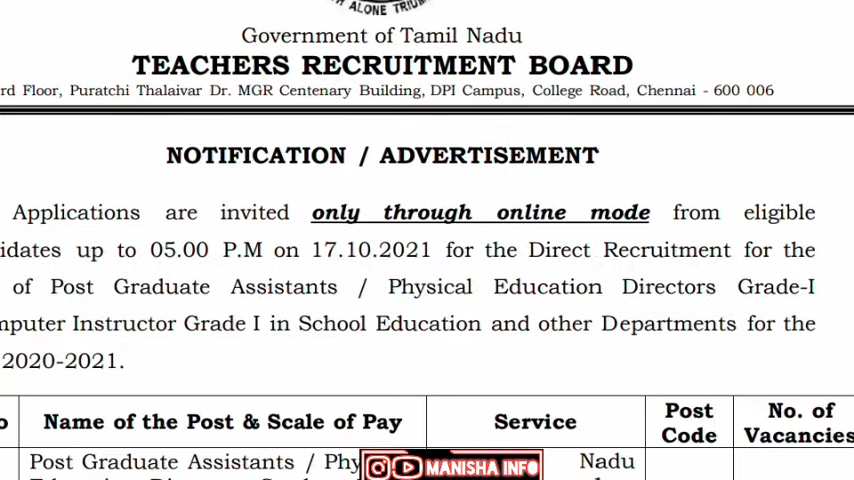 ALONE
Government of Tamil Nadu
TEACHERS RECRUITMENT BOARD
Floor, Puratchi Thalaivar Dr. MGR Centenary Building, DPI Campus, College Road, Chennai - 600 006
NOTIFICATION / ADVERTISEMENT
Applications are invited only through online mode from eligible
idates up to 05.00 P.M on 17.10.2021 for the Direct Recruitment for the
of Post Graduate Assistants / Physical Education Directors Grade-I
mputer Instructor Grade I in School Education and other Departments for the
2020-2021.
Name of the Post & Scale of Pay Service Post Code No. of Vacancies
Post Graduate Assistants / Phy Nadu
MANISHA INFO